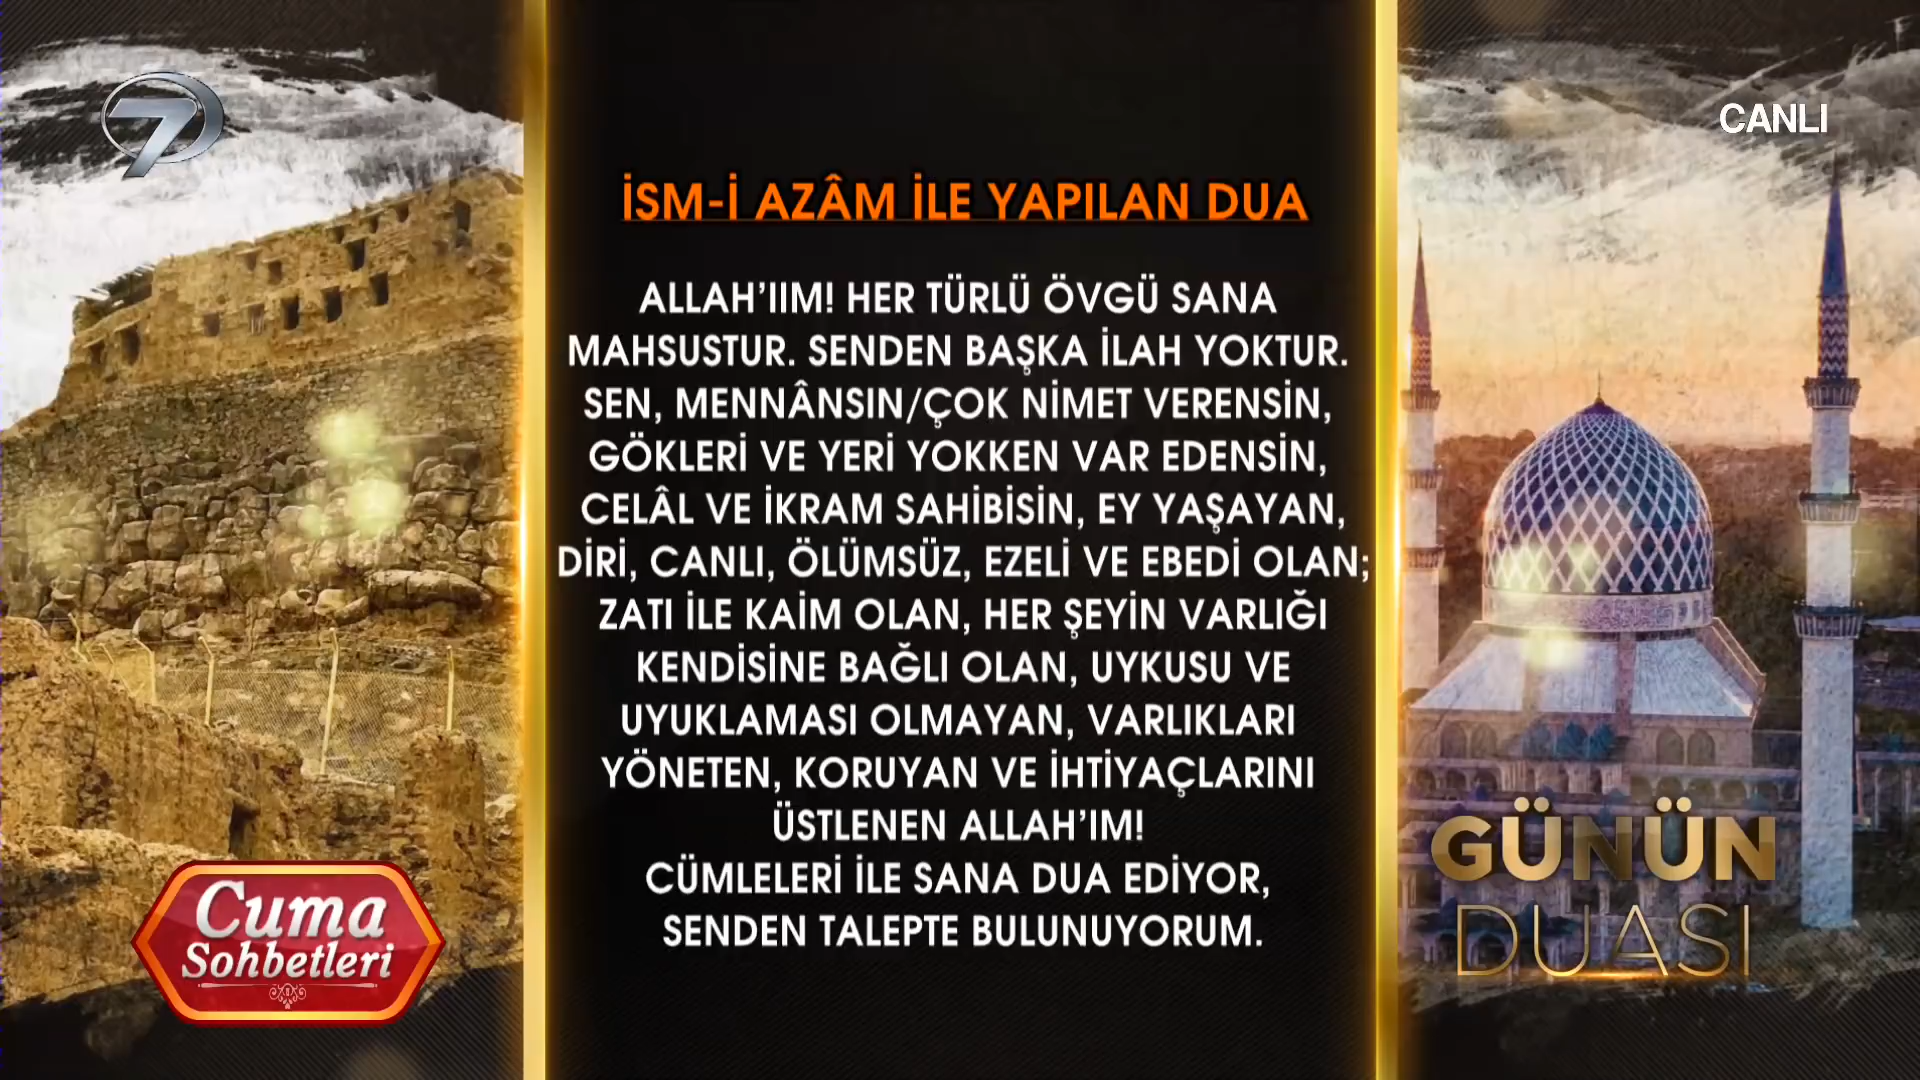 7
CANLI
İSM-İ AZÂM İLE YAPILAN DUA
ALLAH'IIM! HER TÜRLÜ ÖVGÜ SANA
MAHSUSTUR. SENDEN BAŞKA İLAH YOKTUR.
SEN, MENNÂNSIN/ÇOK NİMET VERENSİN,
GÖKLERİ VE YERİ YOKKEN VAR EDENSİN,
CELÂL VE İKRAM SAHİBİSİN, EY YAŞAYAN,
DİRİ, CANLI, ÖLÜMSÜZ, EZELİ VE EBEDİ OLAN;
ZATI İLE KAİM OLAN, HER ŞEYİN VARLIĞI
KENDİSİNE BAĞLI OLAN, UYKUSU VE
UYUKLAMASI OLMAYAN, VARLIKLARI
YÖNETEN, KORUYAN VE İHTİYAÇLARINI
ÜSTLENEN ALLAH'IM!
CÜMLELERİ İLE SANA DUA EDİYOR,
SENDEN TALEPTE BULUNUYORUM.
Cuma
Sohbetleri
GÜNÜN
DUASI